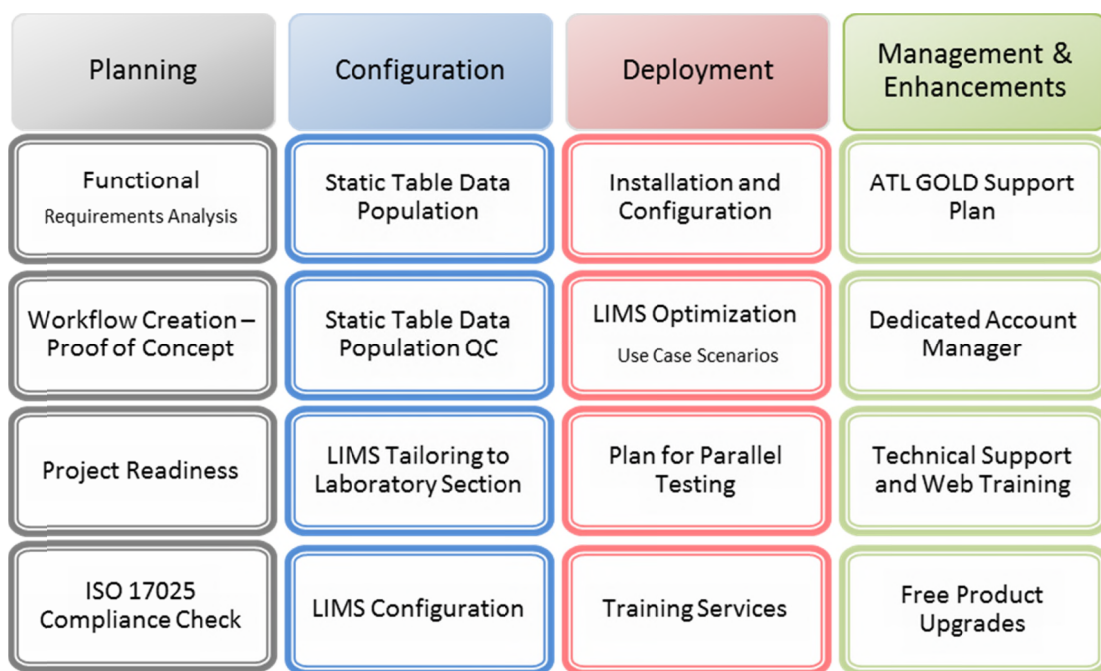 Planning
Configuration
Deployment
Management &
Enhancements
Functional
Requirements Analysis
Static Table Data
Population
Installation and
Configuration
ATL GOLD Support
Plan
Workflow Creation –
Proof of Concept
Static Table Data
Population QC
LIMS Optimization
Use Case Scenarios
Dedicated Account
Manager
Project Readiness
LIMS Tailoring to
Laboratory Section
Plan for Parallel
Testing
Technical Support
and Web Training
ISO 17025
Compliance Check
LIMS Configuration
Training Services
Free Product
Upgrades